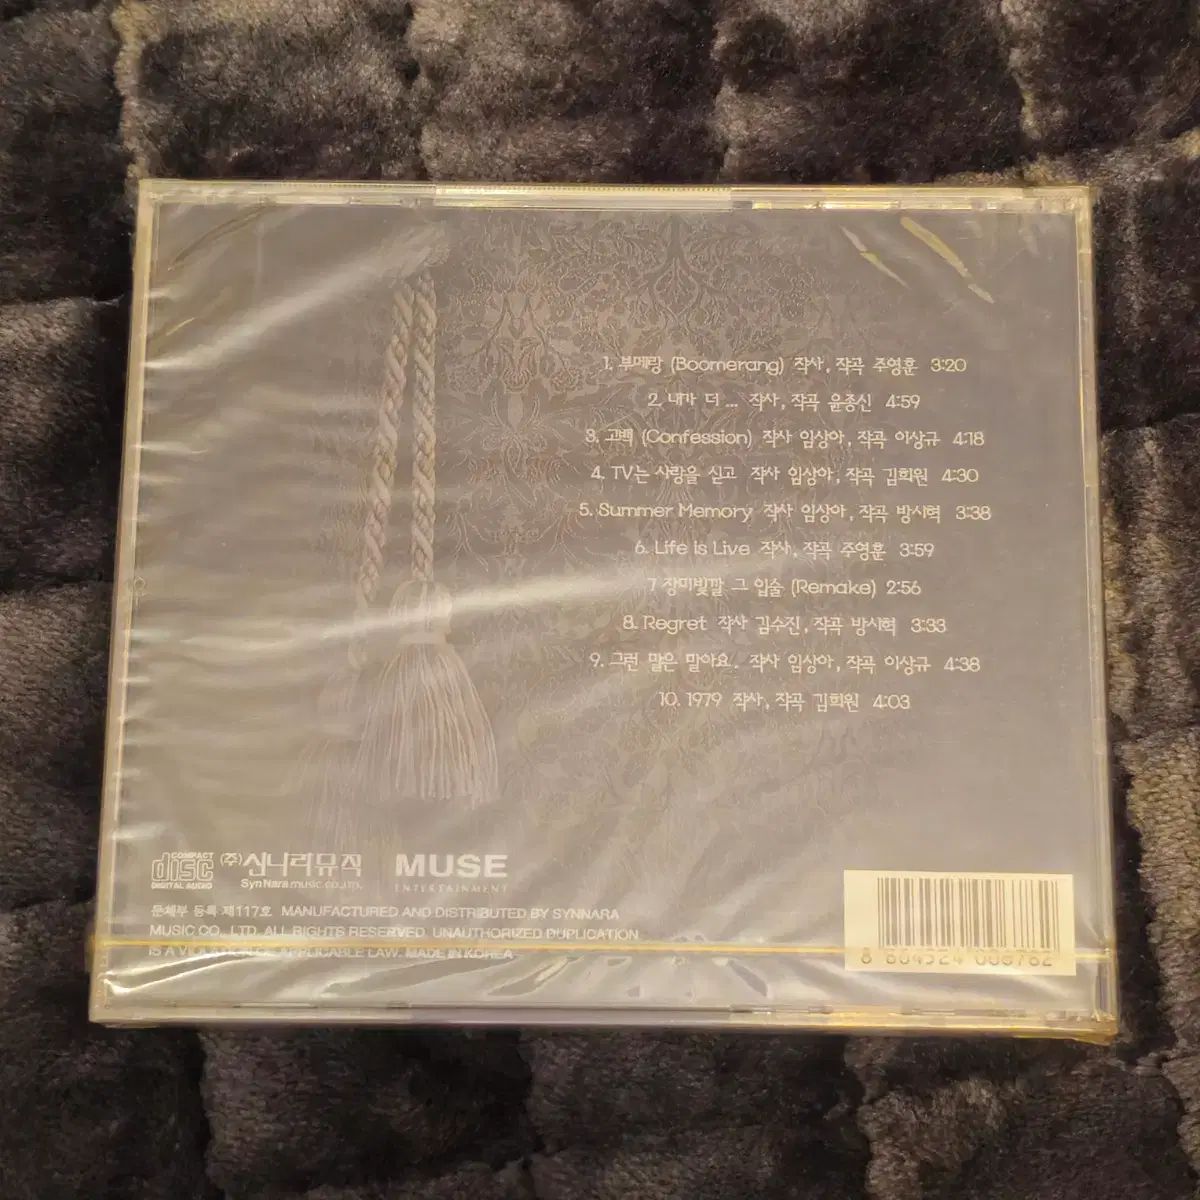 1. 부메랑 (Boomerang) 작사, 작곡 주영훈 3:20
2. 내가 더 ... 작사, 작곡 윤종신 4:59
3. 고백 (Confession) 작사 임상아, 작곡 이상규 4:18
4. TV는 사랑을 싣고 작사 임상아, 작곡 김희원 4:30
5. Summer Memory 작사 임상아, 작곡 방시혁 3:38
6. Life is Live 작사, 작곡 주영훈 3:59
7 장미빛깔 그 입술 (Remake) 2:56
8. Regret 작사 김수진, 작곡 방시혁 3:33
9. 그런 말은 말아요. 작사 임상아, 작곡 이상규 4:38
10. 1979 작사, 작곡 김희원 4:03
COMPACT
disc
DIGITAL AUDIO
(주)신나라뮤직
SynNara music co., LTD.
MUSE
ENTERTAINMENT
문체부 등록 제117호 MANUFACTURED AND DISTRIBUTED BY SYNNARA
MUSIC CO., LTD. ALL RIGHTS RESERVED. UNAUTHORIZED DUPLICATION
IS A APPLICABLE LAW. MADE IN KOREA